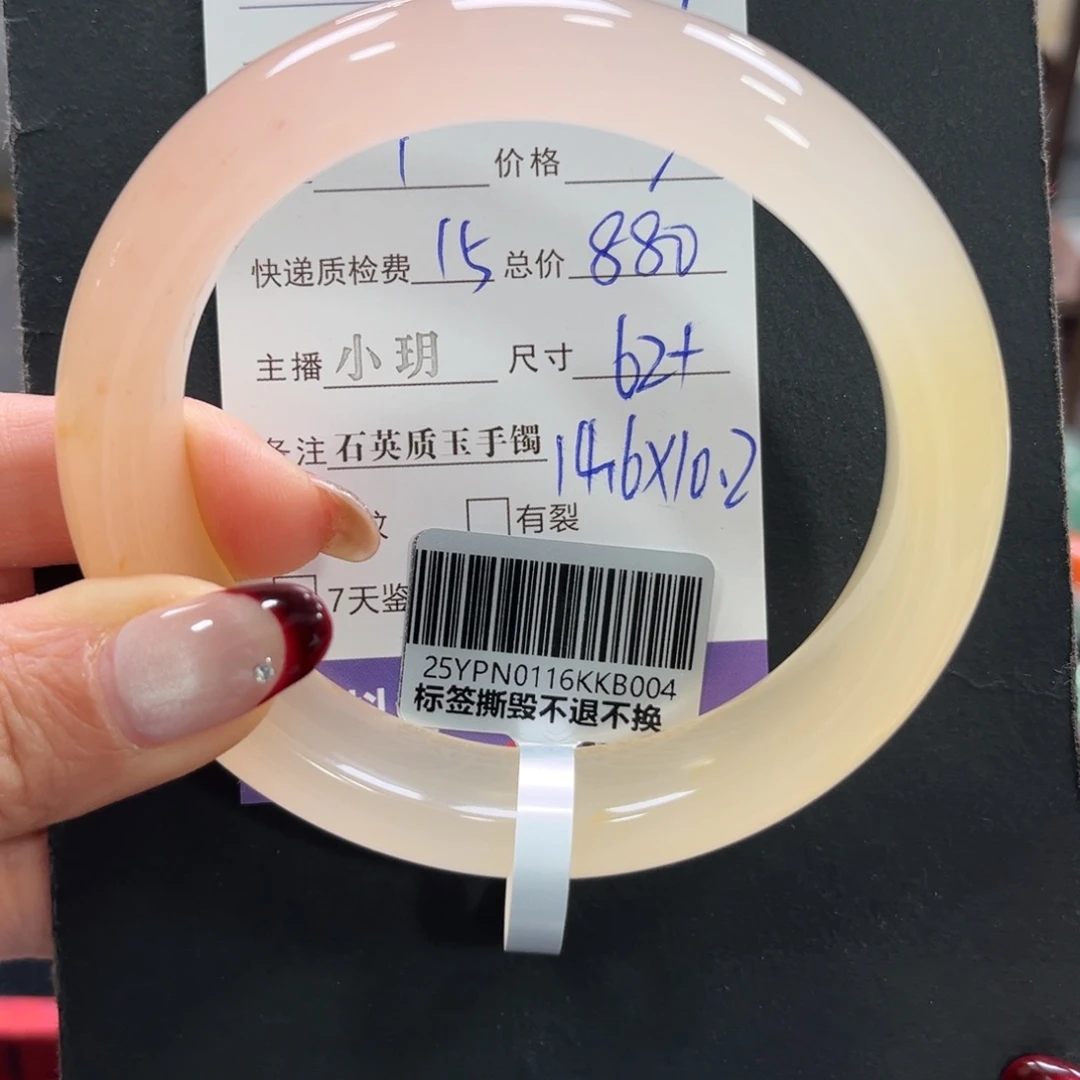 1 价格 /
快递质检费 15 总价 880
主播 小玥 尺寸 62+
备注 石英质玉手镯 14.6X10.2
纹 有裂
7天鉴
25YPN0116KKB004
标签撕毁不退不换